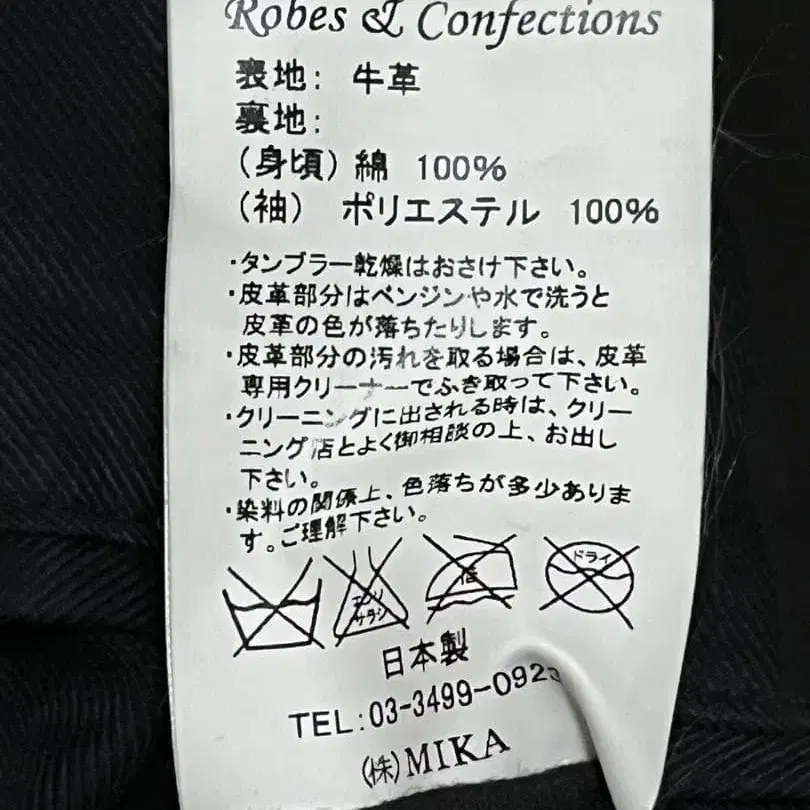 Robes & Confections
表地: 牛革
裏地:
(身頃) 綿 100%
(袖) ポリエステル 100%
・タンブラー乾燥はおさけ下さい。
・皮革部分はベンジンや水で洗うと
皮革の色が落ちたりします。
・皮革部分の汚れを取る場合は、皮革
専用クリーナーでふき取って下さい。
・クリーニングに出される時は、クリー
ニング店とよく御相談の上、お出し
下さい。
・染料の関係上、色落ちが多少ありま
す。ご理解下さい。
エンソ サラシ
ドライ
日本製
TEL:03-3499-092
(株)MIKA